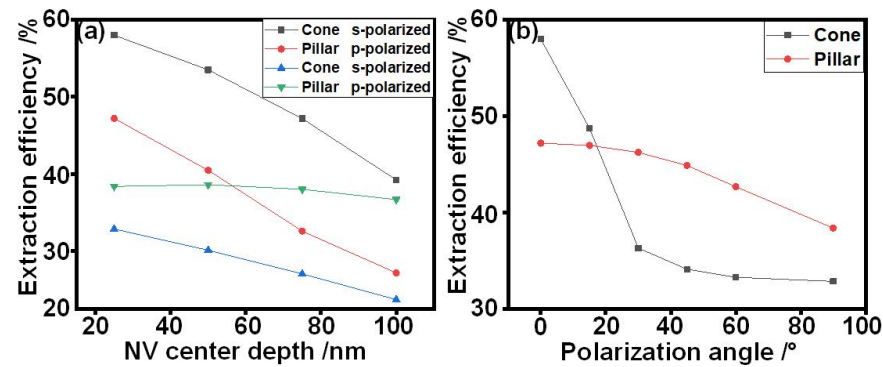 (a)
Cone s-polarized
Pillar p-polarized
Cone s-polarized
Pillar p-polarized
60
50
40
30
20
Extraction efficiency /%
20 40 60 80 100
NV center depth /nm
(b)
Cone
Pillar
60
50
40
30
Extraction efficiency /%
0 20 40 60 80 100
Polarization angle /°